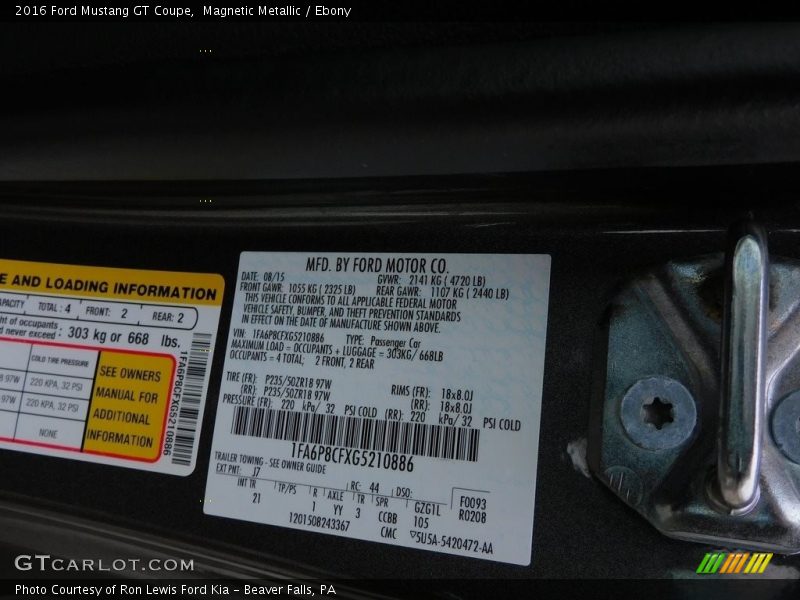 2016 Ford Mustang GT Coupe,  Magnetic Metallic / Ebony
E AND LOADING INFORMATION
APACITY TOTAL: 4 FRONT: 2 REAR: 2
ht of occupants
d never exceed: 303 kg or 668 lbs.
COLD TIRE PRESSURE
97W 220 KPA, 32 PSI
97W 220 KPA, 32 PSI
NONE
SEE OWNERS
MANUAL FOR
ADDITIONAL
INFORMATION
1FA6P8CFXG5210886
MFD. BY FORD MOTOR CO.
DATE: 08/15 GVWR: 2141 KG ( 4720 LB)
FRONT GAWR: 1055 KG ( 2325 LB) REAR GAWR: 1107 KG ( 2440 LB)
THIS VEHICLE CONFORMS TO ALL APPLICABLE FEDERAL MOTOR
VEHICLE SAFETY, BUMPER, AND THEFT PREVENTION STANDARDS
IN EFFECT ON THE DATE OF MANUFACTURE SHOWN ABOVE.
VIN: 1FA6P8CFXG5210886 TYPE: Passenger Car
MAXIMUM LOAD = OCCUPANTS + LUGGAGE = 303KG/ 668LB
OCCUPANTS = 4 TOTAL; 2 FRONT, 2 REAR
TIRE (FR): P235/50ZR18 97W RIMS (FR): 18x8.0J
(RR): P235/50ZR18 97W (RR): 18x8.0J
PRESSURE (FR): 220 kPa/ 32 PSI COLD (RR): 220 kPa/ 32 PSI COLD
1FA6P8CFXG5210886
TRAILER TOWING - SEE OWNER GUIDE
EXT PNT: J7 RC: 44 DSO: F0093
INT TR TP/PS R AXLE TR SPR GZG1L R0208
21 1 YY 3 CCBB 105
1201508243367 CMC 5U5A-5420472-AA
GTCARLOT.COM
Photo Courtesy of Ron Lewis Ford Kia – Beaver Falls, PA